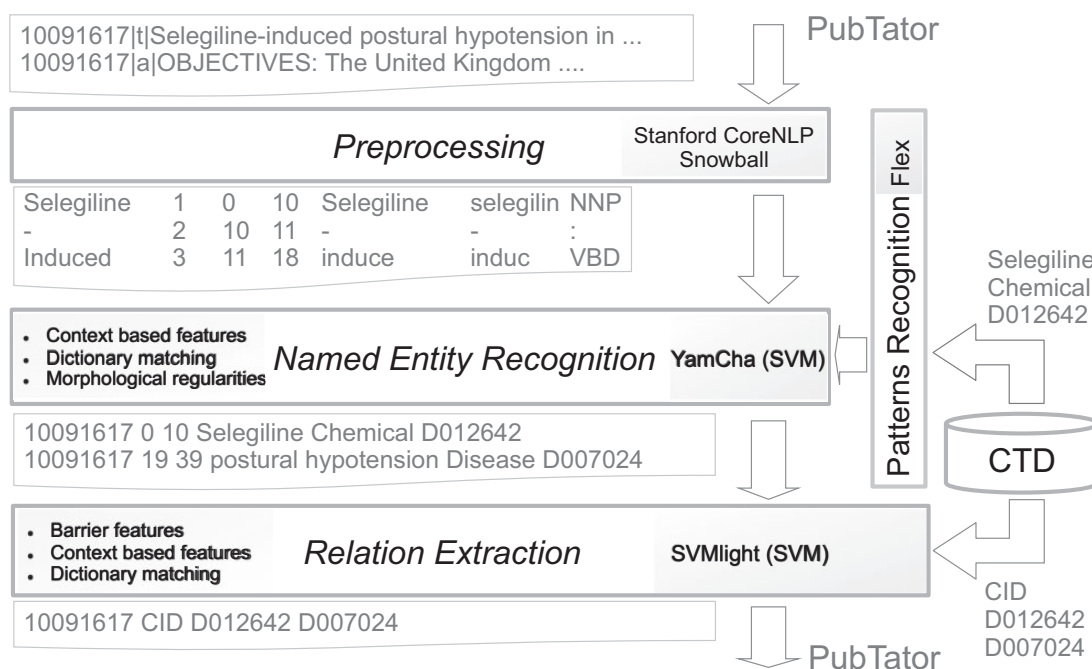 10091617|t|Selegiline-induced postural hypotension in ...
10091617|a|OBJECTIVES: The United Kingdom ....
PubTator
Preprocessing
Stanford CoreNLP
Snowball
Selegiline 1 0 10 Selegiline selegilin NNP
- 2 10 11 - - :
Induced 3 11 18 induce induc VBD
Patterns Recognition Flex
Selegiline
Chemical
D012642
• Context based features
• Dictionary matching
• Morphological regularities
Named Entity Recognition
YamCha (SVM)
10091617 0 10 Selegiline Chemical D012642
10091617 19 39 postural hypotension Disease D007024
CTD
• Barrier features
• Context based features
• Dictionary matching
Relation Extraction
SVMlight (SVM)
10091617 CID D012642 D007024
CID
D012642
D007024
PubTator